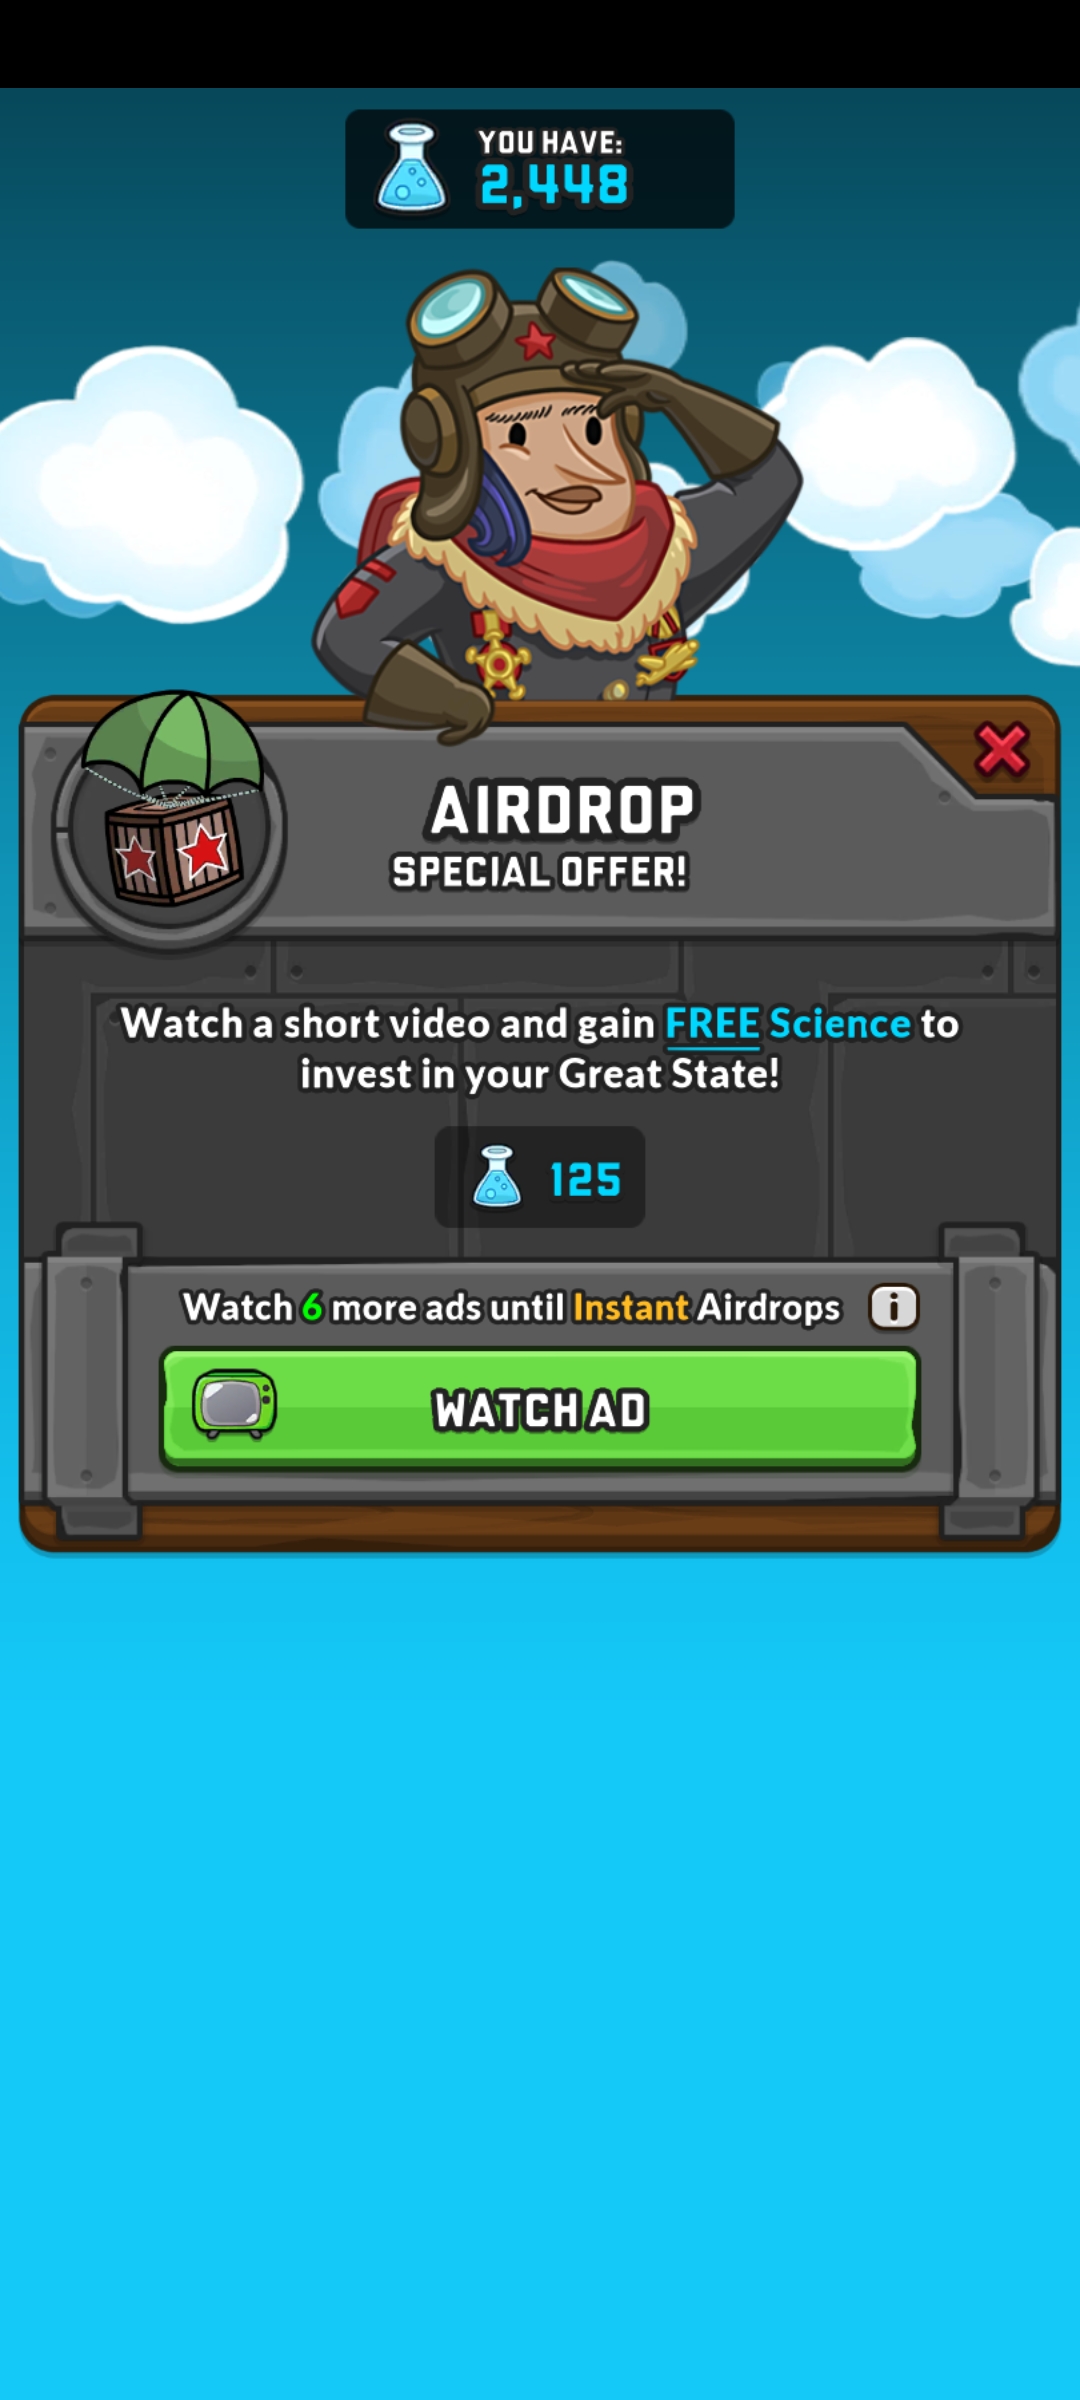 YOU HAVE:
2,448
AIRDROP
SPECIAL OFFER!
Watch a short video and gain FREE Science to
invest in your Great State!
125
Watch 6 more ads until Instant Airdrops
i
WATCH AD